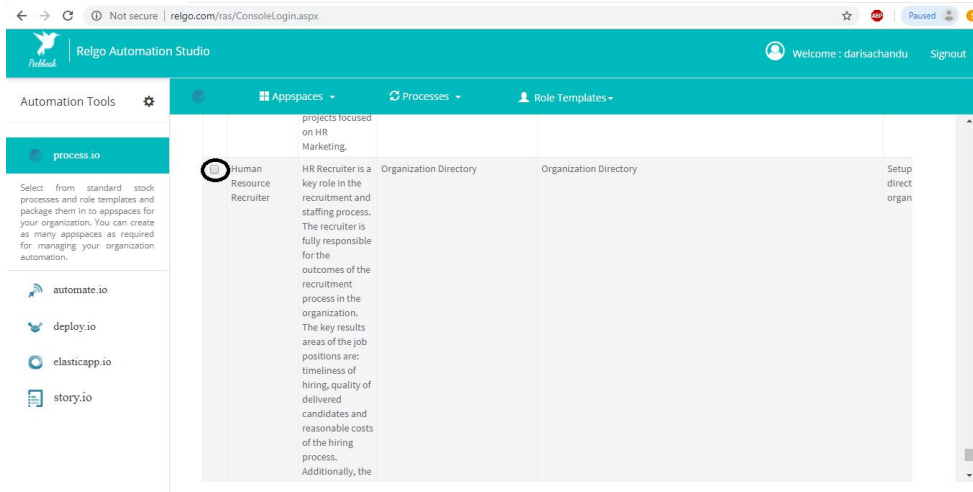 Not secure | relgo.com/ras/ConsoleLogin.aspx
ABP
Paused
Peckbeak
Relgo Automation Studio
Welcome : darisachandu
Signout
Automation Tools
Appspaces
Processes
Role Templates
process.io
Select from standard stock
processes and role templates and
package them in to appspaces for
your organization. You can create
as many appspaces as required
for managing your organization
automation.
automate.io
deploy.io
elasticapp.io
story.io
projects focused
on HR
Marketing.
Human
Resource
Recruiter
HR Recruiter is a
key role in the
recruitment and
staffing process.
The recruiter is
fully responsible
for the
outcomes of the
recruitment
process in the
organization.
The key results
areas of the job
positions are:
timeliness of
hiring, quality of
delivered
candidates and
reasonable costs
of the hiring
process.
Additionally, the
Organization Directory
Organization Directory
Setup
direct
organ